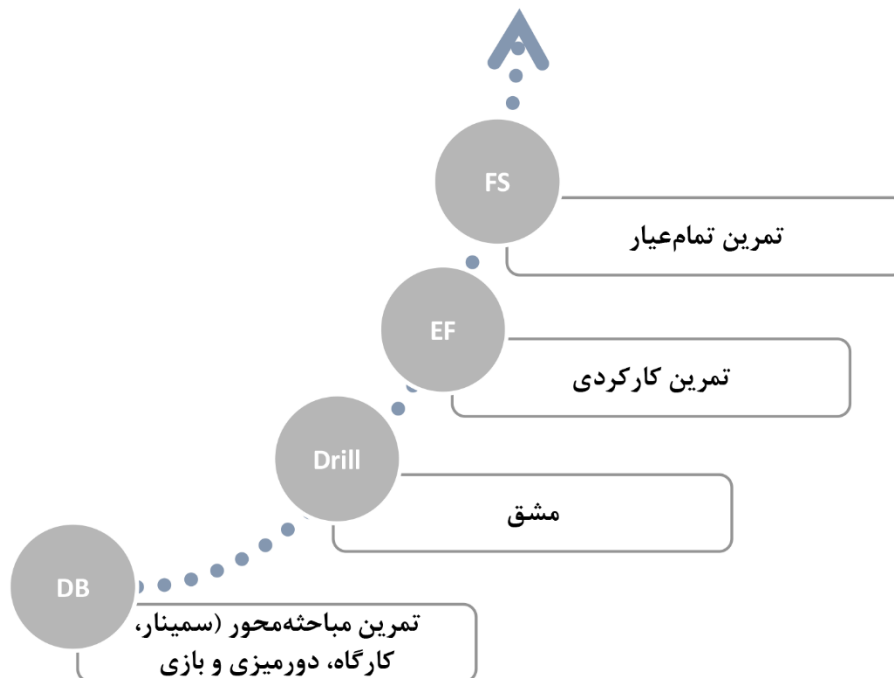 FS
تمرین تمام‌عیار
EF
تمرین کارکردی
Drill
مشق
DB
تمرین مباحثه‌محور (سمینار،
کارگاه، دورمیزی و بازی